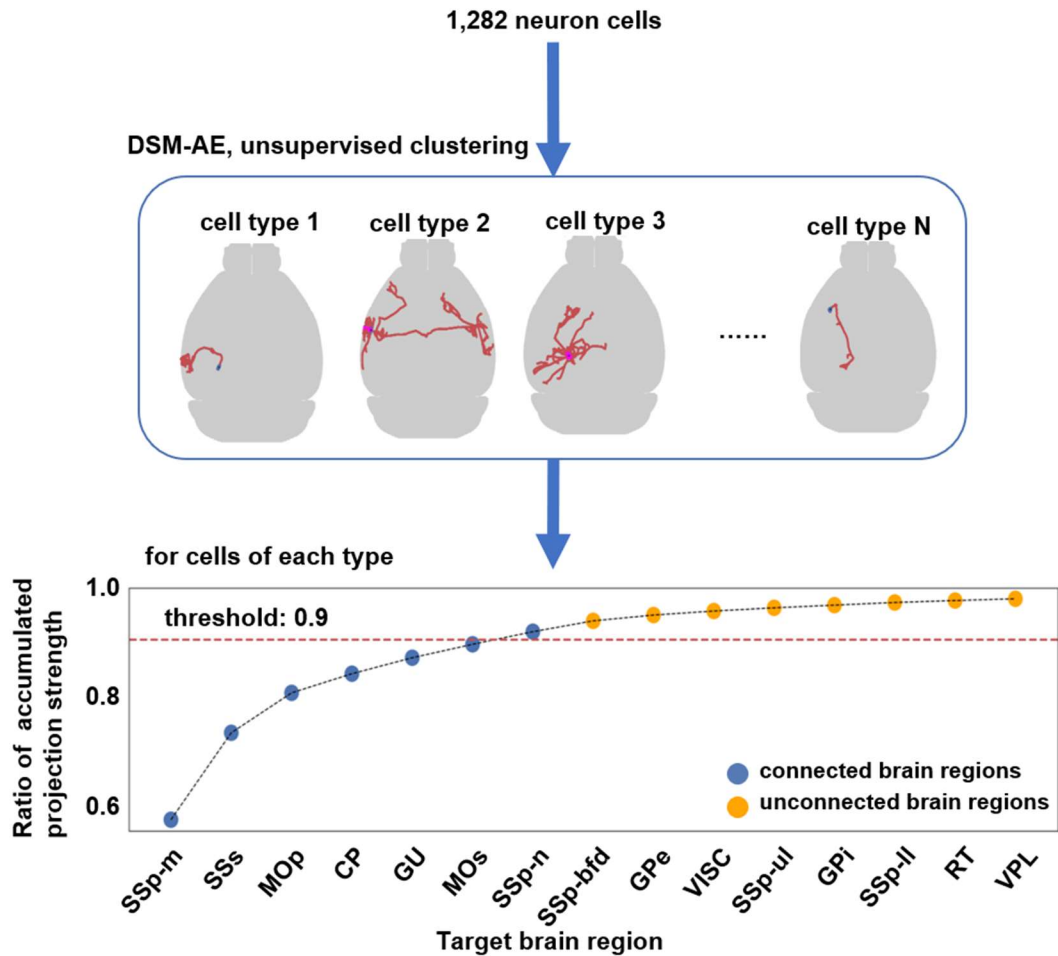 1,282 neuron cells
DSM-AE, unsupervised clustering
cell type 1
cell type 2
cell type 3
cell type N
......
for cells of each type
Ratio of accumulated
projection strength
1.0
0.8
0.6
threshold: 0.9
connected brain regions
unconnected brain regions
SSp-m
SSs
MOp
CP
GU
MOs
SSp-n
SSp-bfd
GPe
VISC
SSp-ul
GPi
SSp-ll
RT
VPL
Target brain region